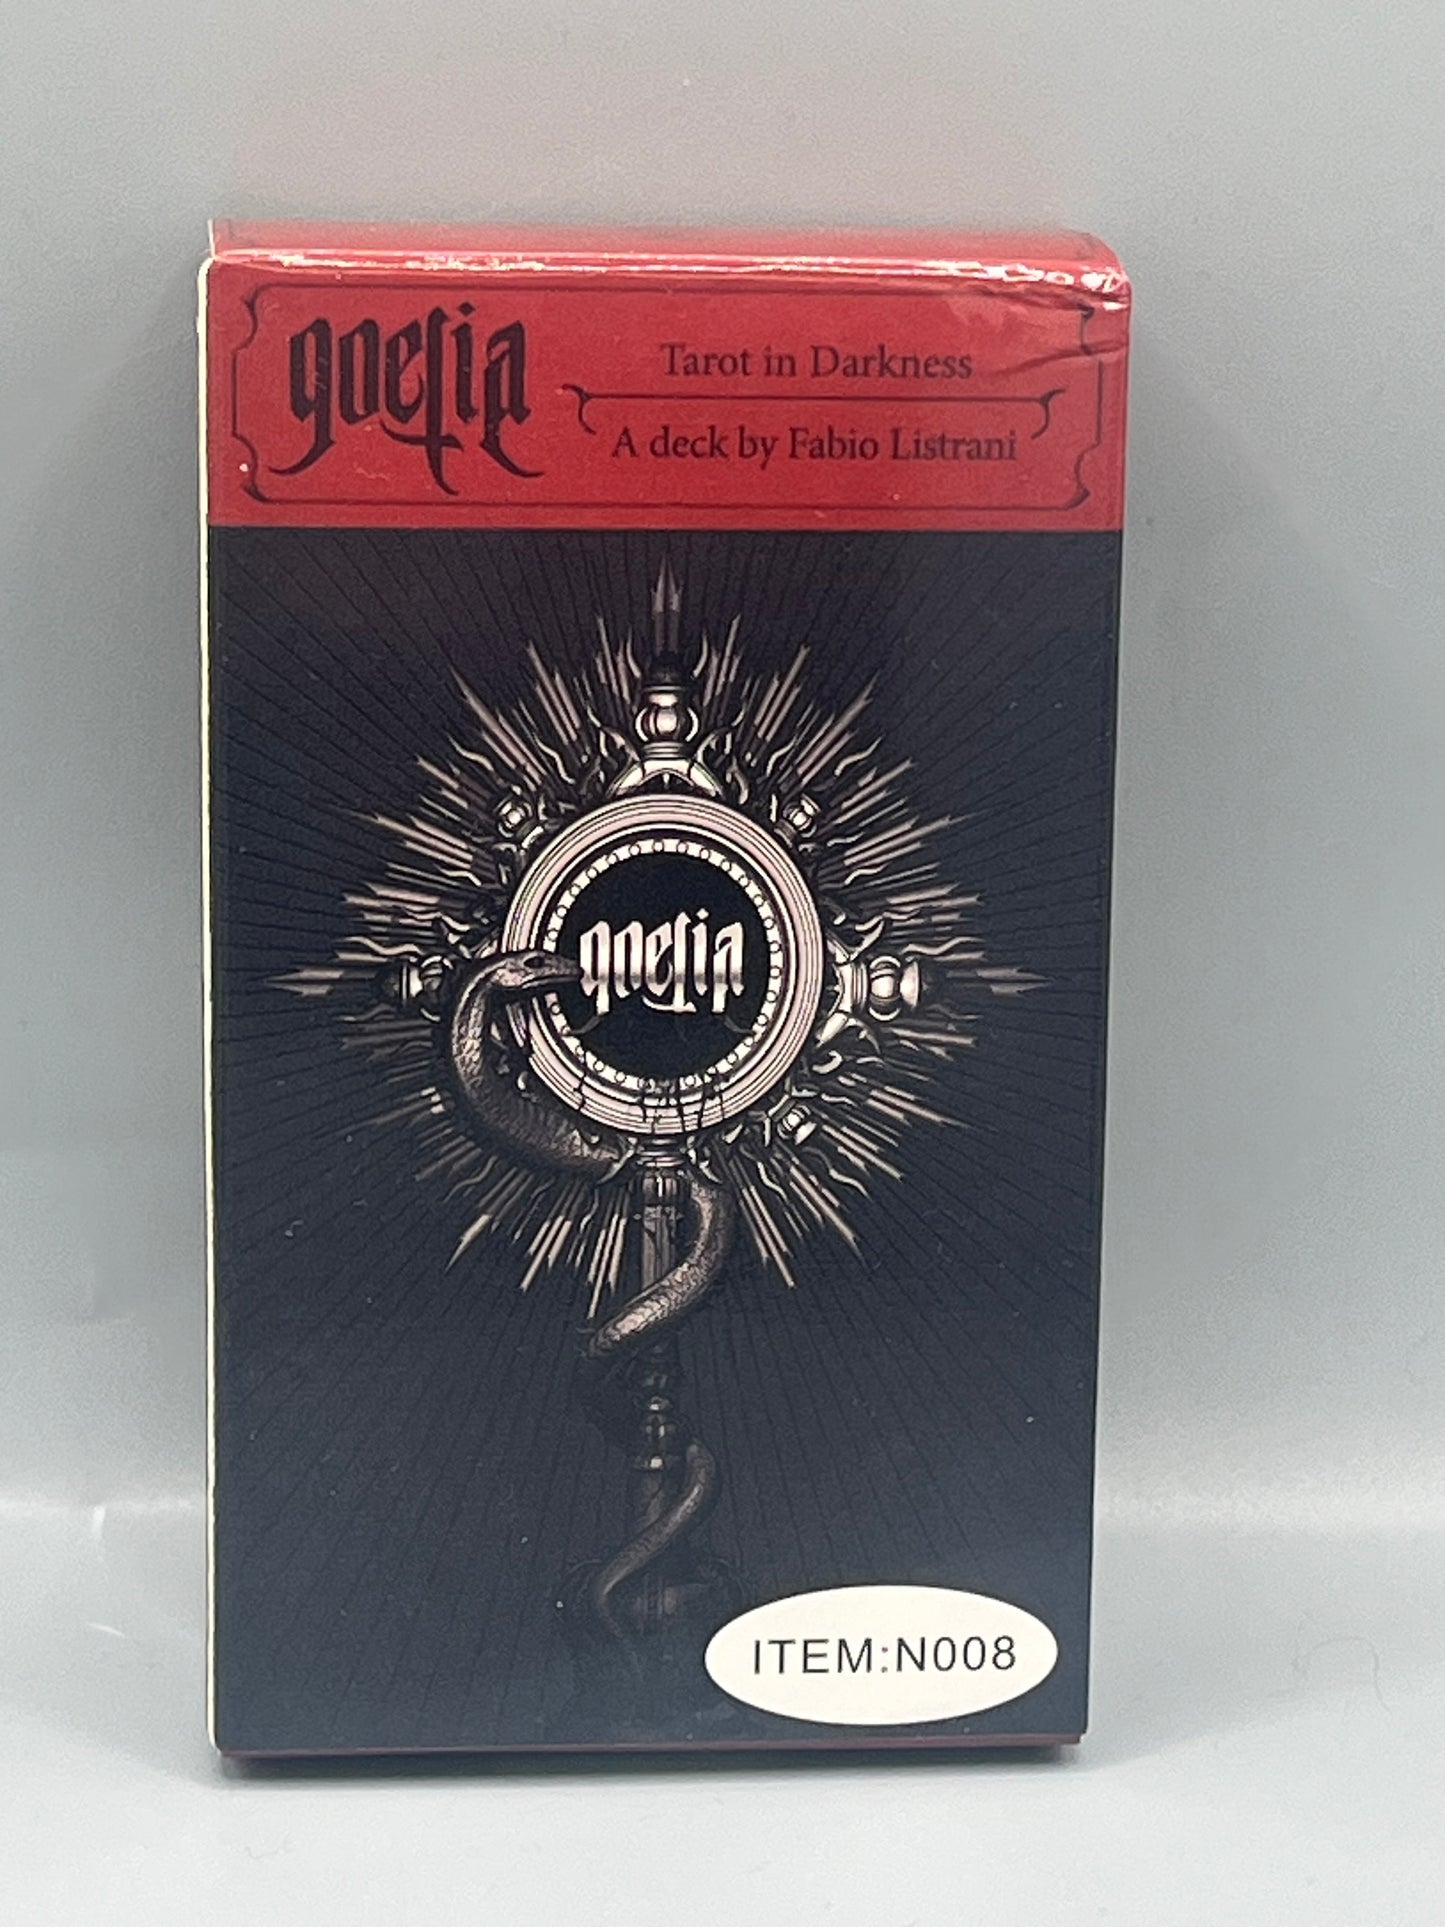 goetia
Tarot in Darkness
A deck by Fabio Listrani
goetia
ITEM:N008